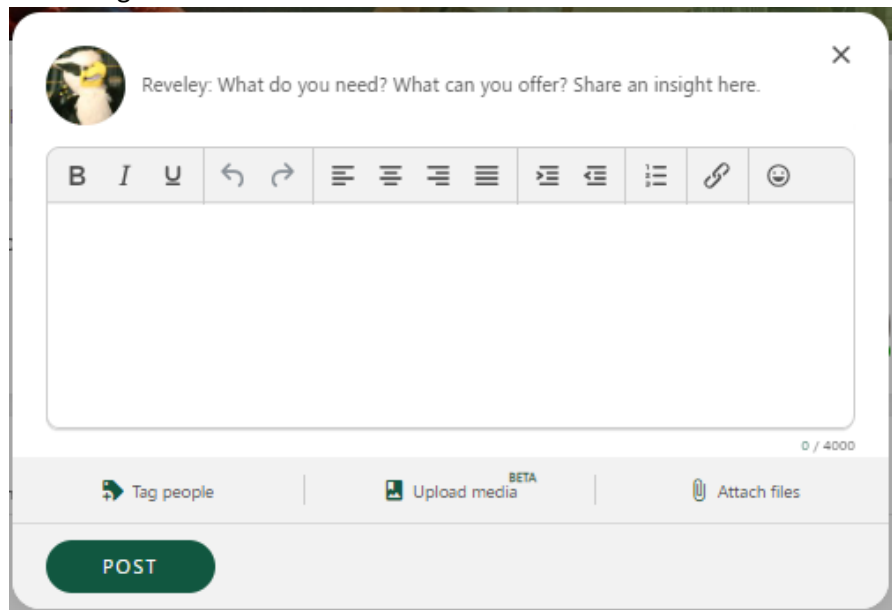 Reveley: What do you need? What can you offer? Share an insight here.
B I U
0 / 4000
Tag people
Upload media BETA
Attach files
POST